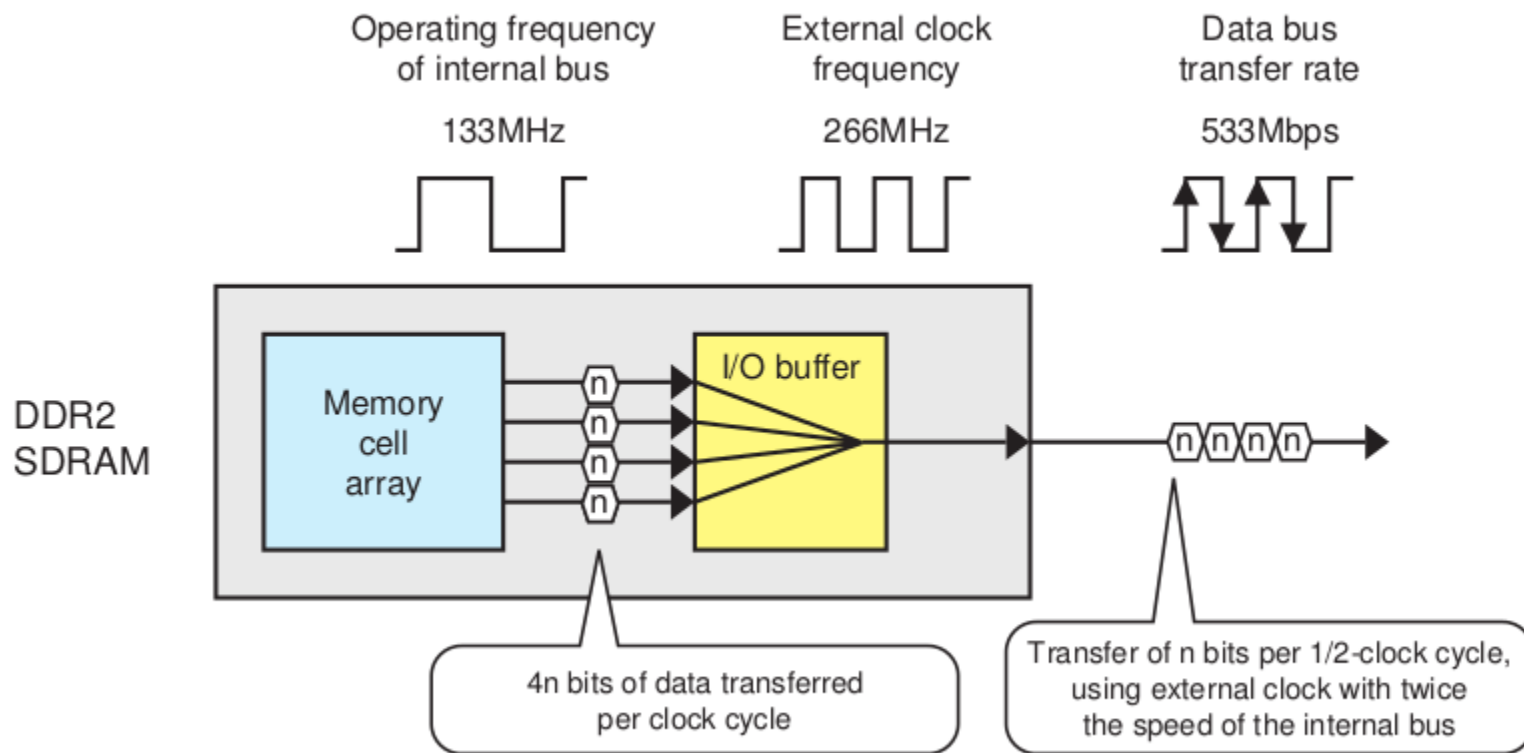 Operating frequency
of internal bus
133MHz
External clock
frequency
266MHz
Data bus
transfer rate
533Mbps
DDR2
SDRAM
Memory
cell
array
n
n
n
n
I/O buffer
n n n n
4n bits of data transferred
per clock cycle
Transfer of n bits per 1/2-clock cycle,
using external clock with twice
the speed of the internal bus